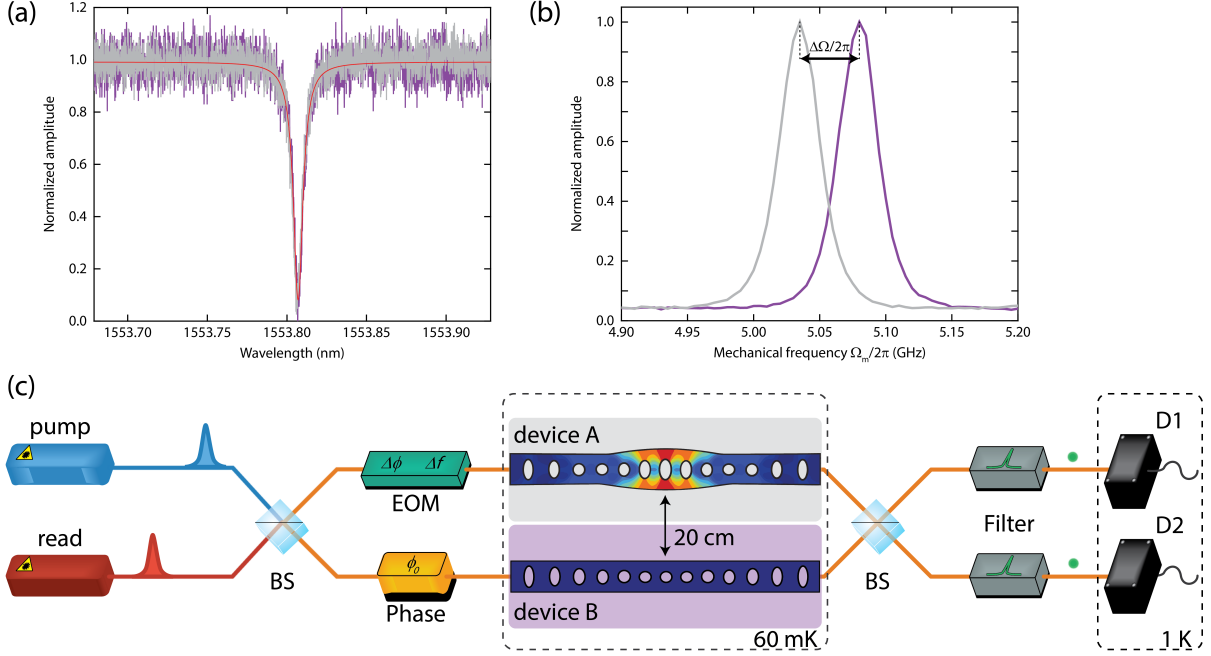 (a)
1.2
1.0
0.8
0.6
0.4
0.2
0.0
Normalized amplitude
1553.70
1553.75
1553.80
1553.85
1553.90
Wavelength (nm)
(b)
1.0
0.8
0.6
0.4
0.2
0.0
Normalized amplitude
ΔΩ/2π
4.90
4.95
5.00
5.05
5.10
5.15
5.20
Mechanical frequency Ωm/2π (GHz)
(c)
pump
read
BS
Δϕ Δf
EOM
ϕ0
Phase
device A
20 cm
device B
60 mK
BS
Filter
D1
D2
1 K